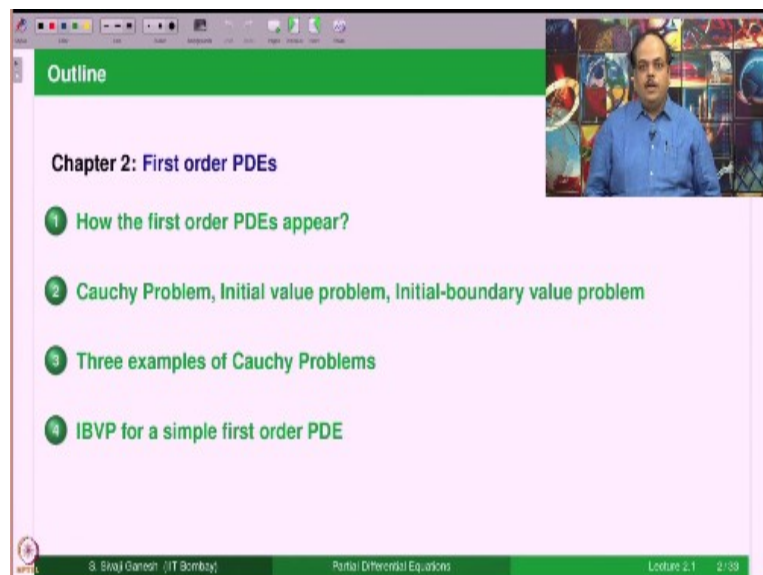 Outline
Chapter 2: First order PDEs
1 How the first order PDEs appear?
2 Cauchy Problem, Initial value problem, Initial-boundary value problem
3 Three examples of Cauchy Problems
4 IBVP for a simple first order PDE
NPTEL
S. Sivaji Ganesh (IIT Bombay) Partial Differential Equations Lecture 2.1 2/33